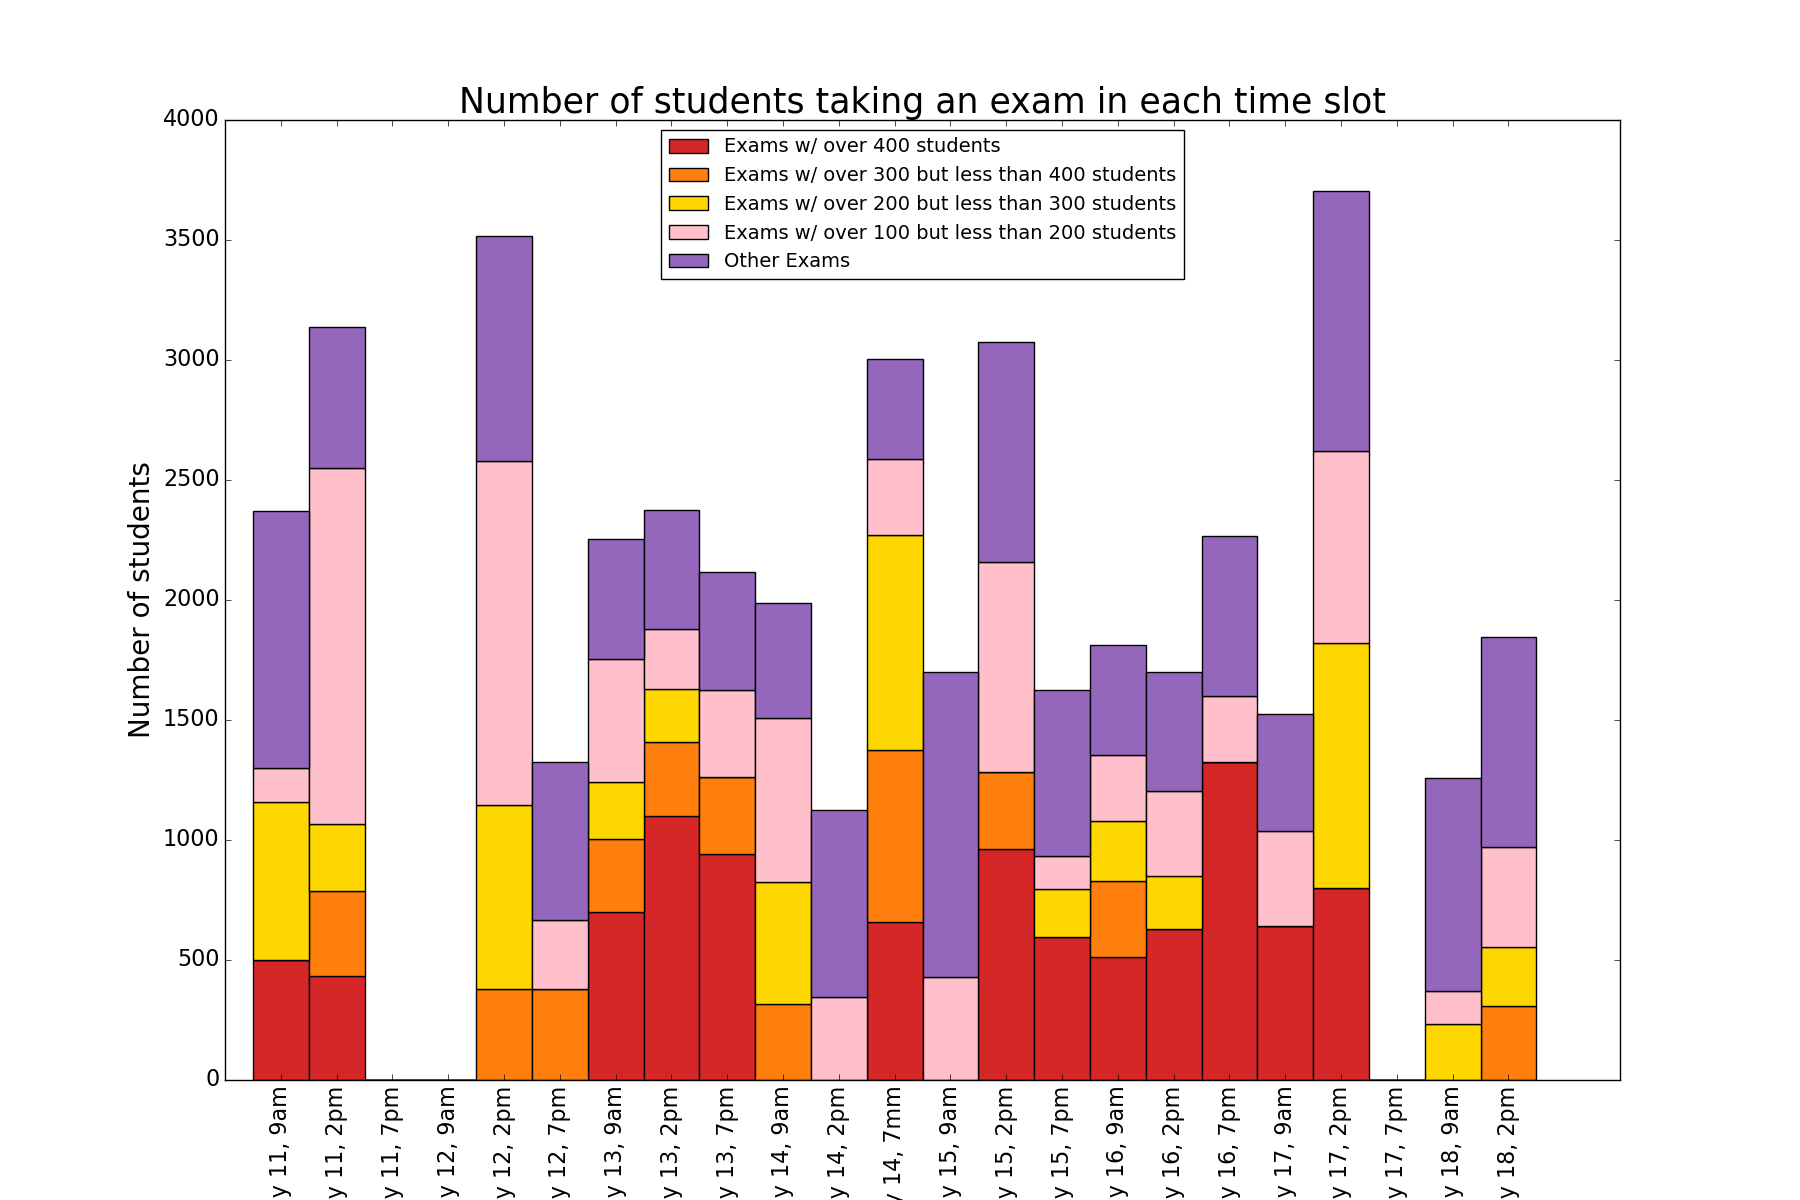 Number of students taking an exam in each time slot
4000
3500
3000
2500
2000
1500
1000
500
0
Number of students
Exams w/ over 400 students
Exams w/ over 300 but less than 400 students
Exams w/ over 200 but less than 300 students
Exams w/ over 100 but less than 200 students
Other Exams
y 11, 9am
y 11, 2pm
y 11, 7pm
y 12, 9am
y 12, 2pm
y 12, 7pm
y 13, 9am
y 13, 2pm
y 13, 7pm
y 14, 9am
y 14, 2pm
y 14, 7mm
y 15, 9am
y 15, 2pm
y 15, 7pm
y 16, 9am
y 16, 2pm
y 16, 7pm
y 17, 9am
y 17, 2pm
y 17, 7pm
y 18, 9am
y 18, 2pm